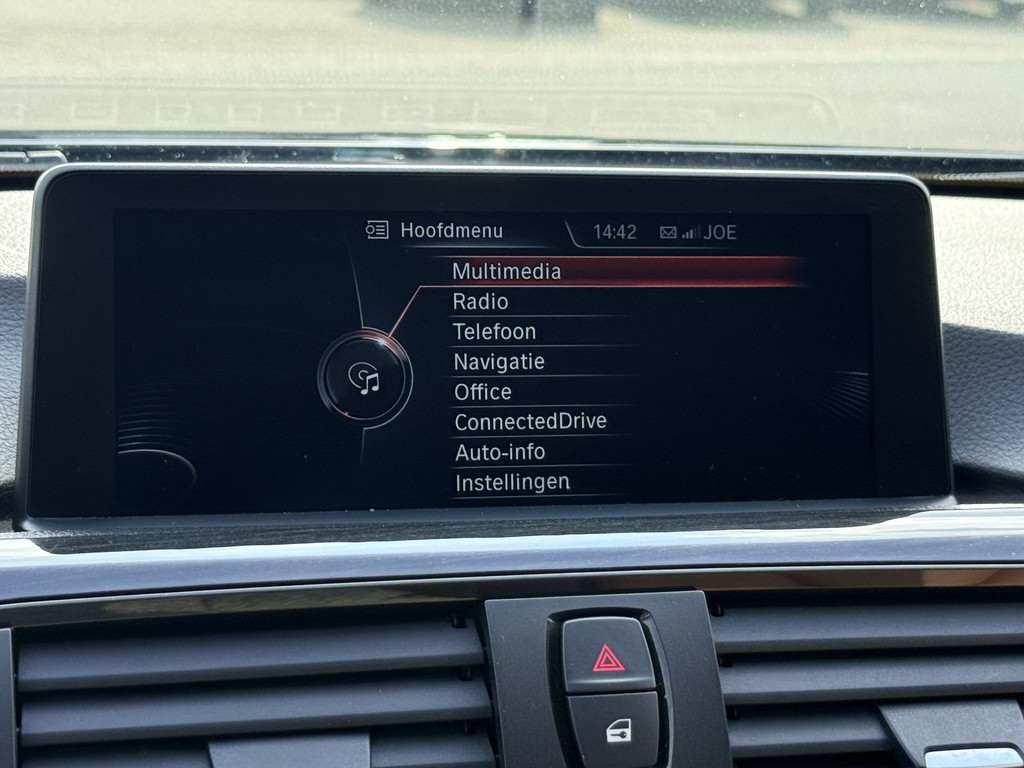 Hoofdmenu 14:42 JOE
Multimedia
Radio
Telefoon
Navigatie
Office
ConnectedDrive
Auto-info
Instellingen